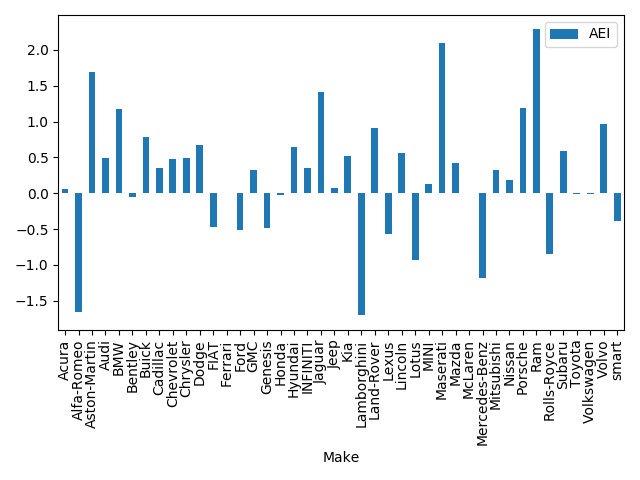 AEI
2.0
1.5
1.0
0.5
0.0
−0.5
−1.0
−1.5
Acura
Alfa-Romeo
Aston-Martin
Audi
BMW
Bentley
Buick
Cadillac
Chevrolet
Chrysler
Dodge
FIAT
Ferrari
Ford
GMC
Genesis
Honda
Hyundai
INFINITI
Jaguar
Jeep
Kia
Lamborghini
Land-Rover
Lexus
Lincoln
Lotus
MINI
Maserati
Mazda
McLaren
Mercedes-Benz
Mitsubishi
Nissan
Porsche
Ram
Rolls-Royce
Subaru
Toyota
Volkswagen
Volvo
smart
Make